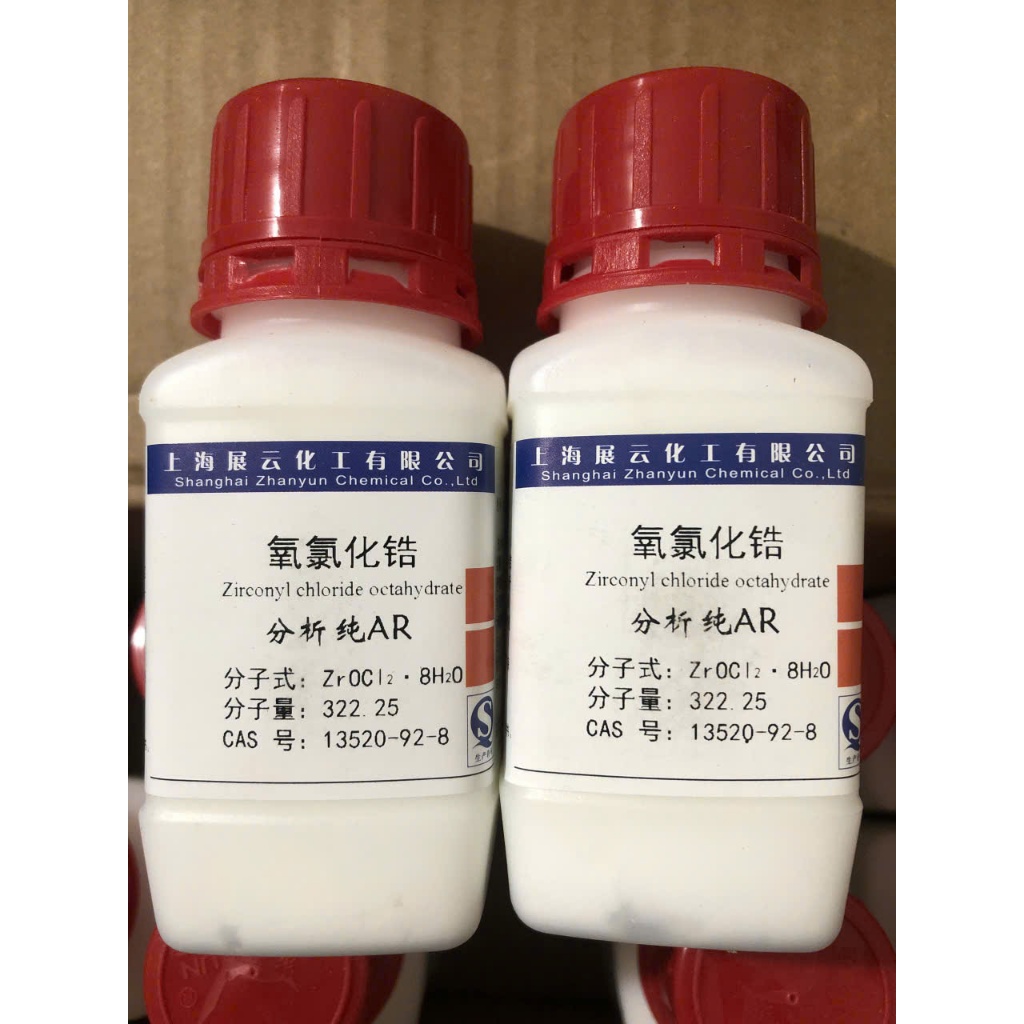 上海展云化工有限公司
Shanghai Zhanyun Chemical Co.,Ltd
氧氯化锆
Zirconyl chloride octahydrate
分析纯AR
分子式: ZrOCl₂・8H₂O
分子量: 322.25
CAS 号: 13520-92-8
上海展云化工有限公司
Shanghai Zhanyun Chemical Co.,Ltd
氧氯化锆
Zirconyl chloride octahydrate
分析纯AR
分子式: ZrOCl₂・8H₂O
分子量: 322.25
CAS 号: 13520-92-8